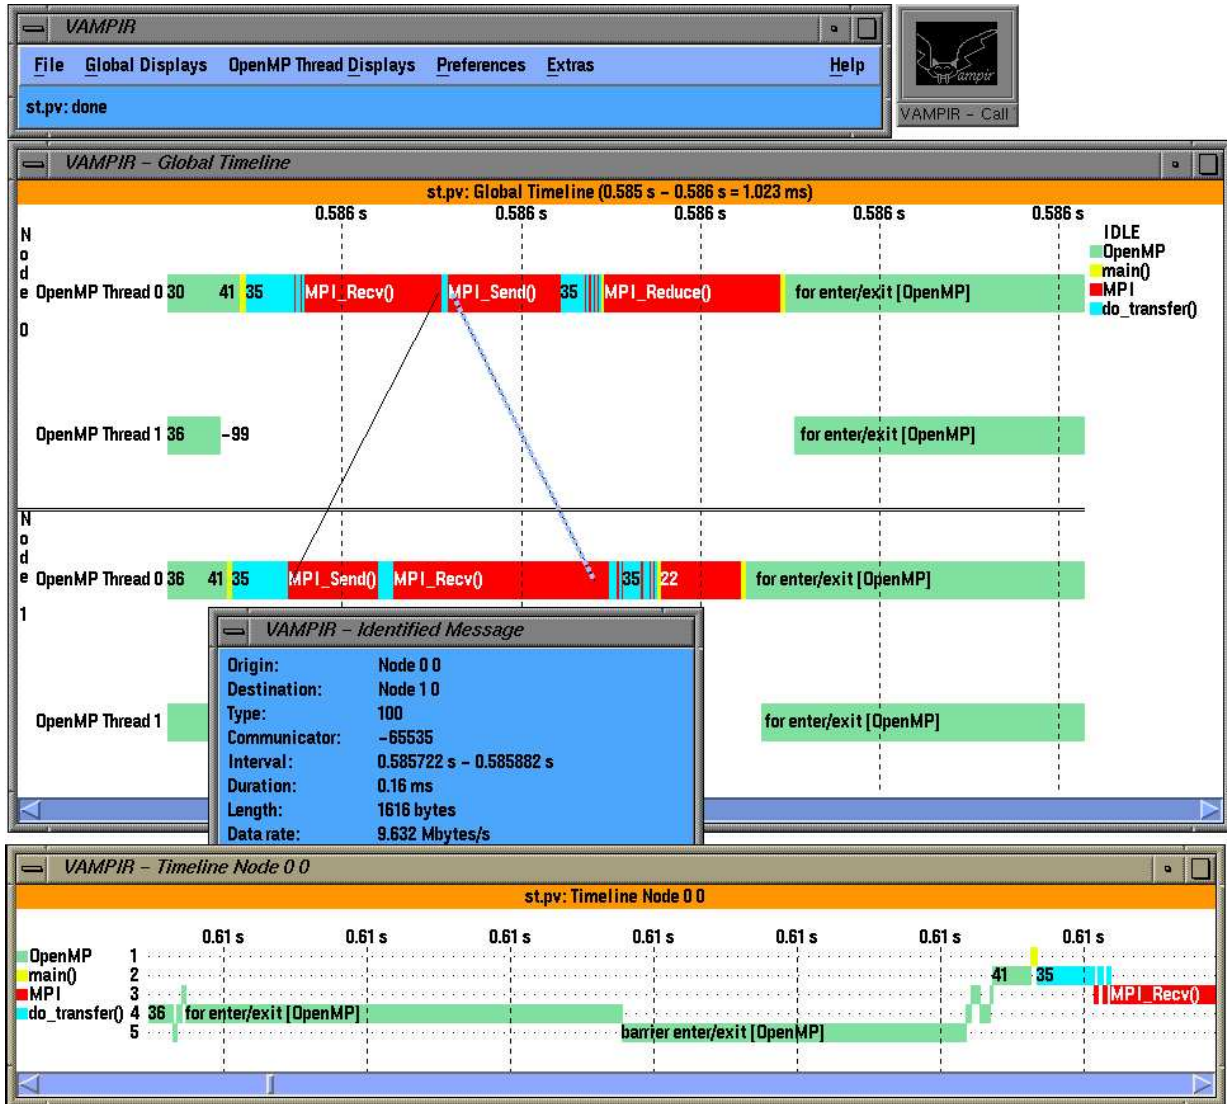 VAMPIR
File Global Displays OpenMP Thread Displays Preferences Extras Help
st.pv: done
Vampir
VAMPIR - Call
VAMPIR - Global Timeline
st.pv: Global Timeline (0.585 s - 0.586 s = 1.023 ms)
0.586 s 0.586 s 0.586 s 0.586 s 0.586 s
IDLE
OpenMP
main()
MPI
do_transfer()
Node 0
OpenMP Thread 0 30 41 35 MPI_Recv() MPI_Send() 35 MPI_Reduce() for enter/exit [OpenMP]
OpenMP Thread 1 36 -99 for enter/exit [OpenMP]
Node 1
OpenMP Thread 0 36 41 35 MPI_Send() MPI_Recv() 35 22 for enter/exit [OpenMP]
OpenMP Thread 1 for enter/exit [OpenMP]
VAMPIR - Identified Message
Origin: Node 0 0
Destination: Node 1 0
Type: 100
Communicator: -65535
Interval: 0.585722 s - 0.585882 s
Duration: 0.16 ms
Length: 1616 bytes
Data rate: 9.632 Mbytes/s
VAMPIR - Timeline Node 0 0
st.pv: Timeline Node 0 0
0.61 s 0.61 s 0.61 s 0.61 s 0.61 s 0.61 s 0.61 s
OpenMP 1
main() 2 41 35
MPI 3 MPI_Recv()
do_transfer() 4 36 for enter/exit [OpenMP]
5 barrier enter/exit [OpenMP]